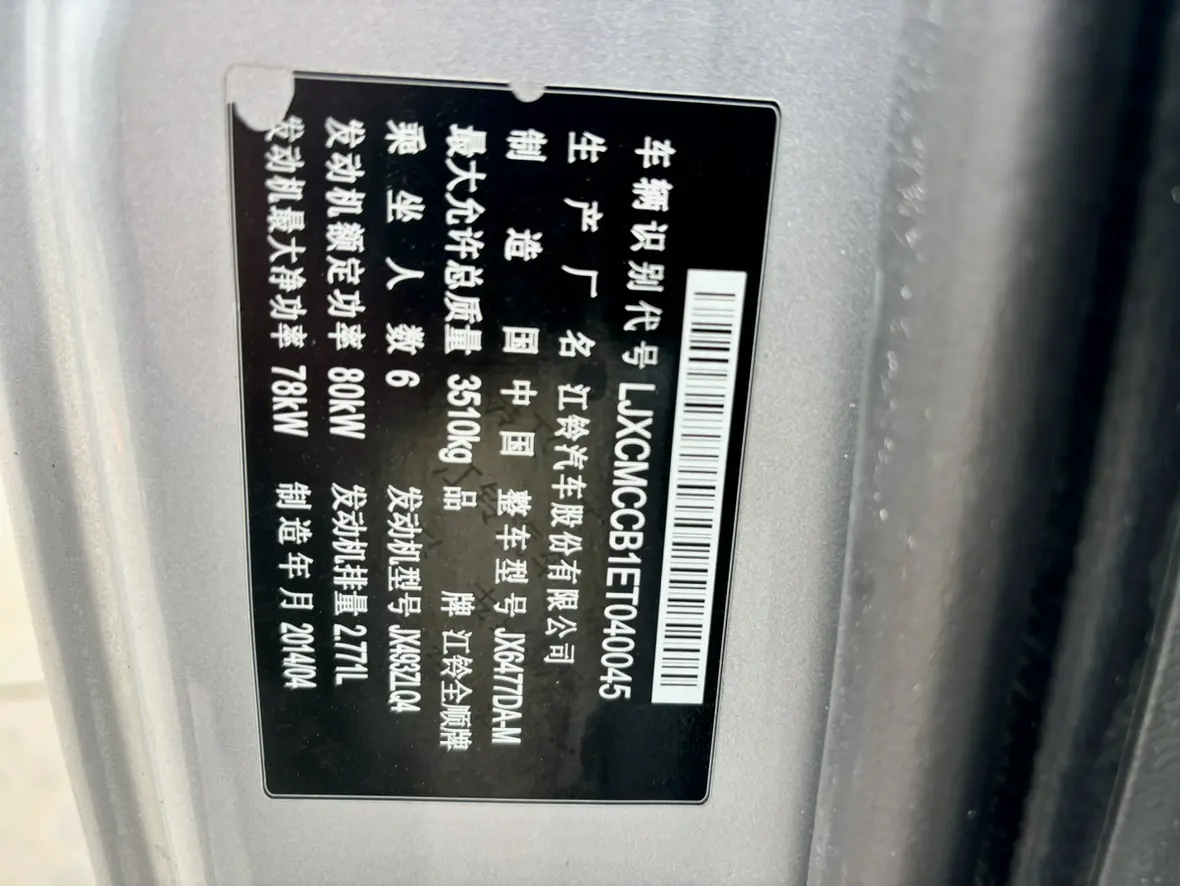 车辆识别代号 LJXCMCCB1ET040045
生产厂名 江铃汽车股份有限公司
制造国 中国 整车型号 JX6477DA-M
最大允许总质量 3510kg 品牌 江铃全顺牌
乘坐人数 6 发动机型号 JX493ZLQ4
发动机额定功率 80kW 发动机排量 2.771L
发动机最大净功率 78kW 制造年月 2014/04